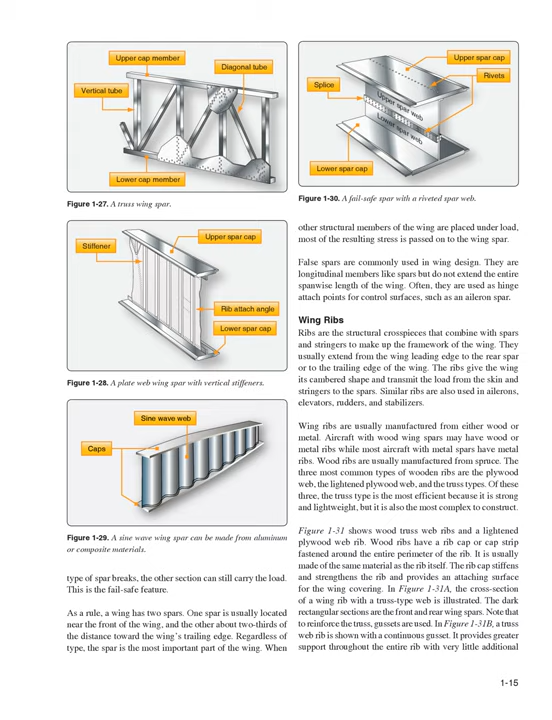 Upper cap member
Diagonal tube
Vertical tube
Lower cap member
Figure 1-27. A truss wing spar.
Stiffener
Upper spar cap
Rib attach angle
Lower spar cap
Figure 1-28. A plate web wing spar with vertical stiffeners.
Sine wave web
Caps
Figure 1-29. A sine wave wing spar can be made from aluminum
or composite materials.
type of spar breaks, the other section can still carry the load.
This is the fail-safe feature.
As a rule, a wing has two spars. One spar is usually located
near the front of the wing, and the other about two-thirds of
the distance toward the wing's trailing edge. Regardless of
type, the spar is the most important part of the wing. When
Upper spar cap
Rivets
Splice
Upper spar web
Lower spar web
Lower spar cap
Figure 1-30. A fail-safe spar with a riveted spar web.
other structural members of the wing are placed under load,
most of the resulting stress is passed on to the wing spar.
False spars are commonly used in wing design. They are
longitudinal members like spars but do not extend the entire
spanwise length of the wing. Often, they are used as hinge
attach points for control surfaces, such as an aileron spar.
Wing Ribs
Ribs are the structural crosspieces that combine with spars
and stringers to make up the framework of the wing. They
usually extend from the wing leading edge to the rear spar
or to the trailing edge of the wing. The ribs give the wing
its cambered shape and transmit the load from the skin and
stringers to the spars. Similar ribs are also used in ailerons,
elevators, rudders, and stabilizers.
Wing ribs are usually manufactured from either wood or
metal. Aircraft with wood wing spars may have wood or
metal ribs while most aircraft with metal spars have metal
ribs. Wood ribs are usually manufactured from spruce. The
three most common types of wooden ribs are the plywood
web, the lightened plywood web, and the truss types. Of these
three, the truss type is the most efficient because it is strong
and lightweight, but it is also the most complex to construct.
Figure 1-31 shows wood truss web ribs and a lightened
plywood web rib. Wood ribs have a rib cap or cap strip
fastened around the entire perimeter of the rib. It is usually
made of the same material as the rib itself. The rib cap stiffens
and strengthens the rib and provides an attaching surface
for the wing covering. In Figure 1-31A, the cross-section
of a wing rib with a truss-type web is illustrated. The dark
rectangular sections are the front and rear wing spars. Note that
to reinforce the truss, gussets are used. In Figure 1-31B, a truss
web rib is shown with a continuous gusset. It provides greater
support throughout the entire rib with very little additional
1-15